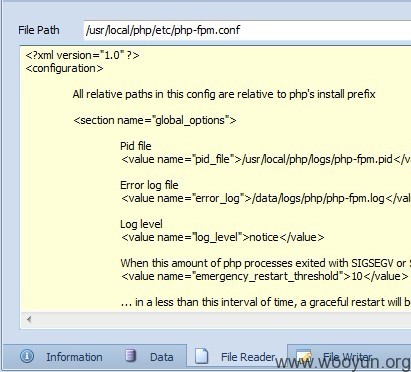 File Path
/usr/local/php/etc/php-fpm.conf
<?xml version="1.0" ?>
<configuration>
All relative paths in this config are relative to php's install prefix
<section name="global_options">
Pid file
<value name="pid_file">/usr/local/php/logs/php-fpm.pid</va
Error log file
<value name="error_log">/data/logs/php/php-fpm.log</valu
Log level
<value name="log_level">notice</value>
When this amount of php processes exited with SIGSEGV or S
<value name="emergency_restart_threshold">10</value>
... in a less than this interval of time, a graceful restart will b
Information
Data
File Reader
File Writer
www.wooyun.org